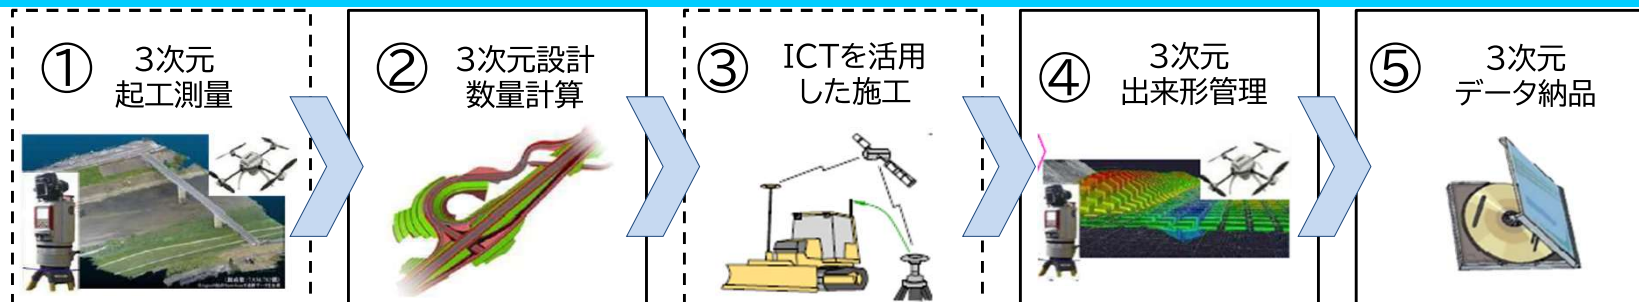 ① 3次元
起工測量
② 3次元設計
数量計算
③ ICTを活用
した施工
④ 3次元
出来形管理
⑤ 3次元
データ納品